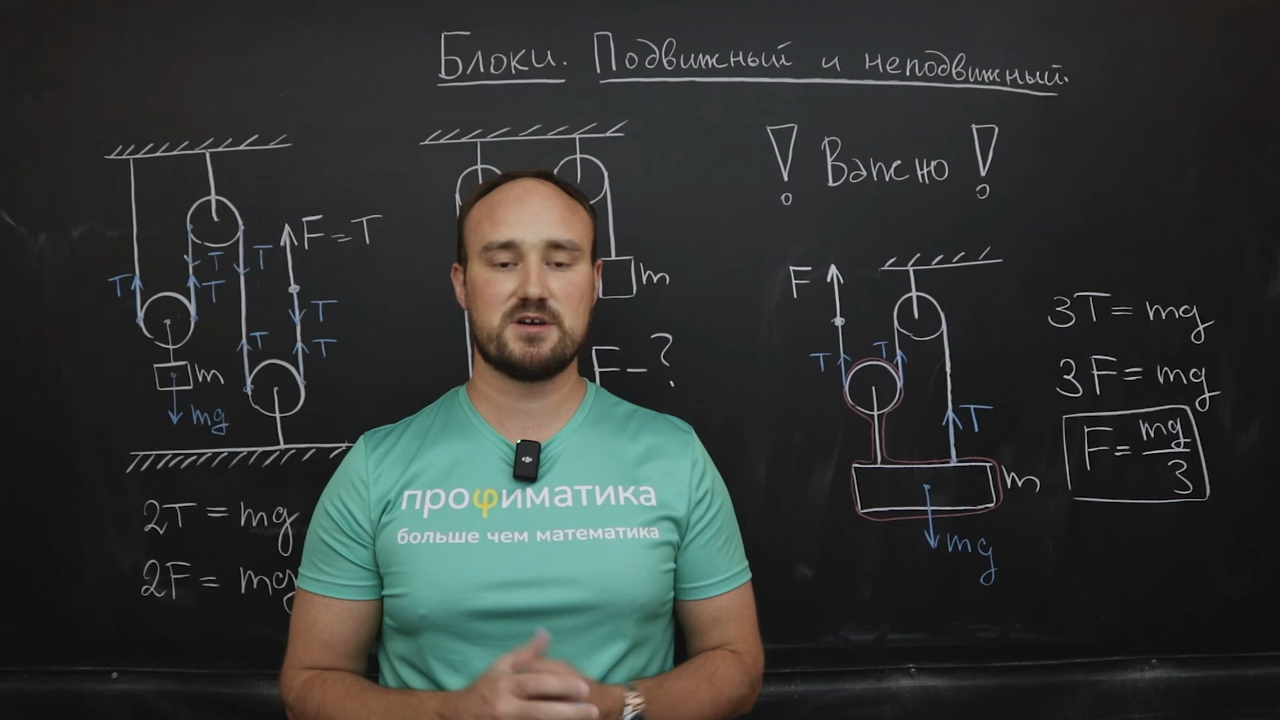 Блоки. Подвижный и неподвижный.
! Важно !
T
T
T
T
F=T
T
T
T
m
mg
2T = mg
2F = mg
m
F-?
F
T
T
T
m
mg
3T = mg
3F = mg
F = mg/3
профиматика
больше чем математика